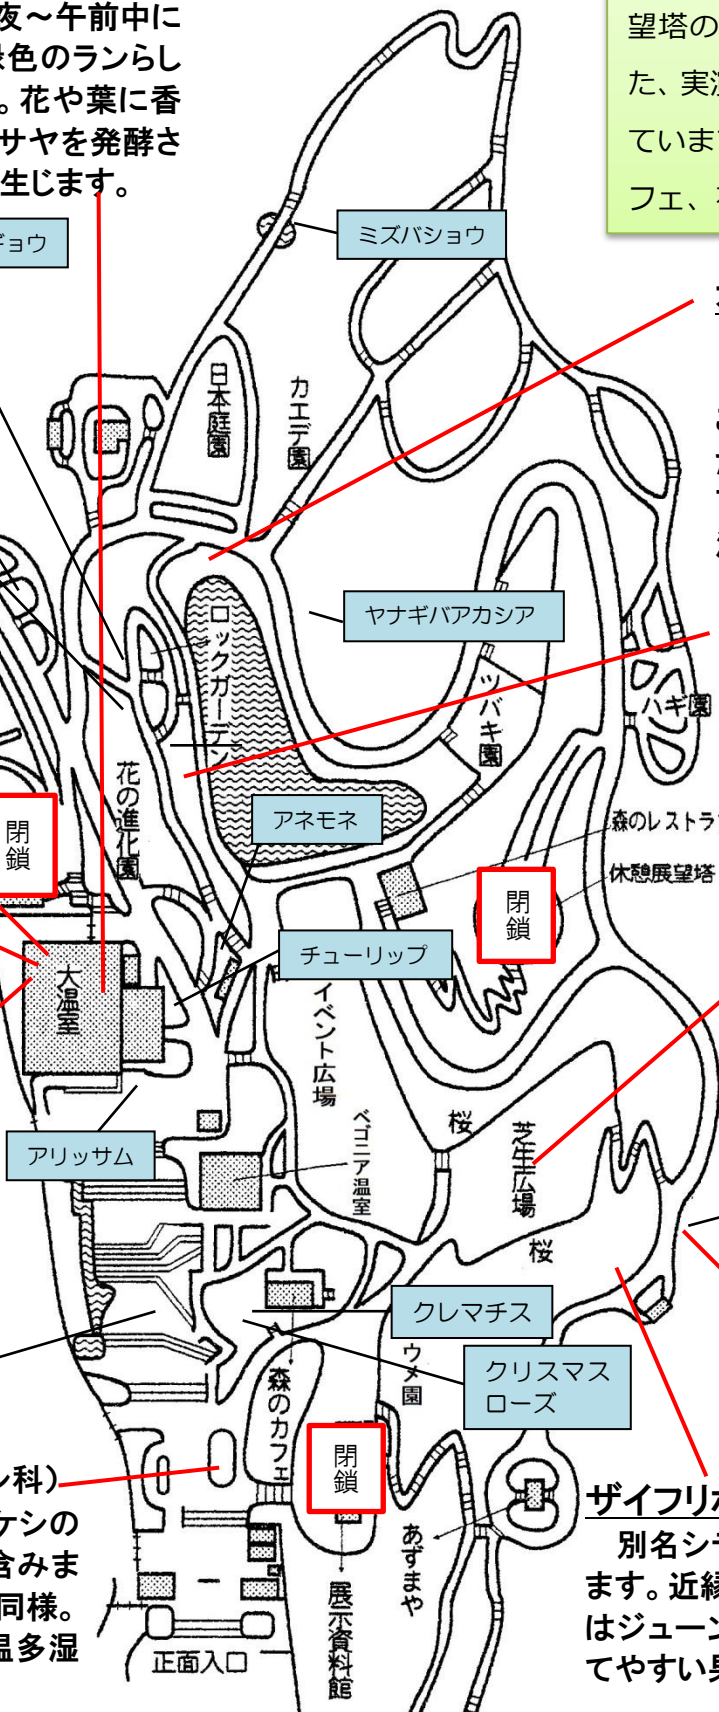 夜～午前中に
緑色のランらし
。花や葉に香
サヤを発酵さ
生じます。
望塔の
た、実
ています
フェ、
ミズバショウ
ョウ
日本庭園
カエデ園
ヤナギバアカシア
ロックガーデン
ツバキ園
ハギ園
花の進化園
アネモネ
森のレストラ
休憩展望塔
閉鎖
閉鎖
チューリップ
大温室
イベント広場
ベゴニア温室
桜
芝生広場
アリッサム
桜
クレマチス
クリスマス
ローズ
ウメ園
森のカフェ
閉鎖
あずまや
展示資料館
正面入口
ン科）
ケシの
含みま
同様。
温多湿
ザイフリボ
別名シデ
ます。近縁
はジューン
てやすい果